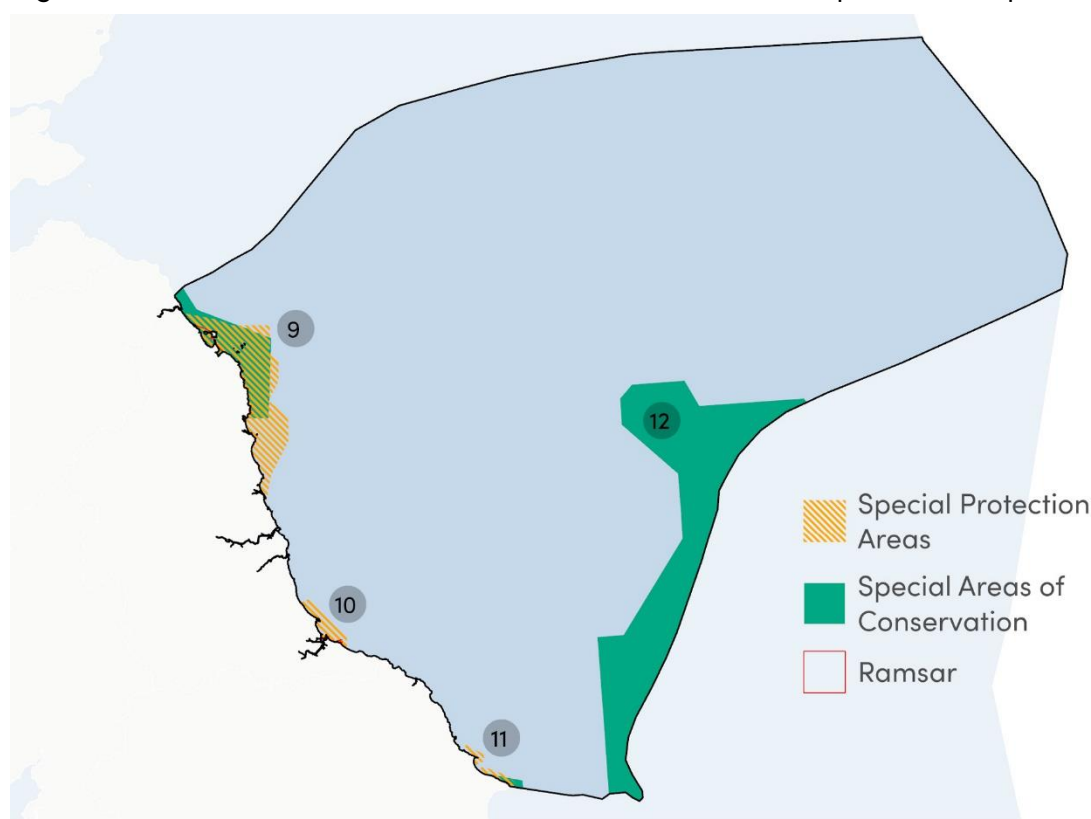 9
12
Special Protection
Areas
Special Areas of
Conservation
10
Ramsar
11